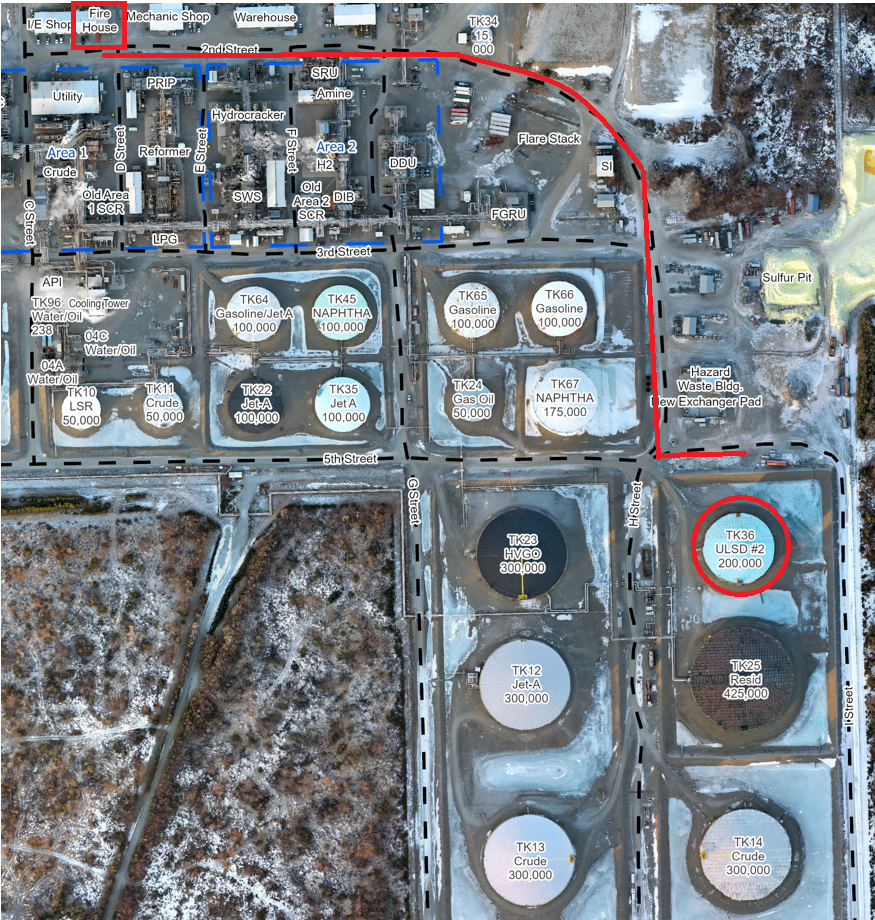 I/E Shop
Fire
House
Mechanic Shop
Warehouse
TK34
15
000
2nd Street
SRU
PRIP
Utility
Amine
Hydrocracker
Flare Stack
D Street
E Street
F Street
Area 1
Crude
Reformer
Area 2
H2
DDU
SI
Old Area
1 SCR
SWS
Old
Area 2
SCR
DIB
FGRU
C Street
LPG
3rd Street
API
Sulfur Pit
TK96
Water/Oil
238
Cooling Tower
TK64
Gasoline/Jet A
100,000
TK45
NAPHTHA
100,000
TK65
Gasoline
100,000
TK66
Gasoline
100,000
04C
Water/Oil
04A
Water/Oil
TK10
LSR
50,000
TK11
Crude
50,000
TK22
Jet-A
100,000
TK35
Jet A
100,000
TK24
Gas Oil
50,000
TK67
NAPHTHA
175,000
Hazard
Waste Bldg.
New Exchanger Pad
5th Street
G Street
H Street
TK23
HVGO
300,000
TK36
ULSD #2
200,000
TK12
Jet-A
300,000
TK25
Resid
425,000
I Street
TK13
Crude
300,000
TK14
Crude
300,000